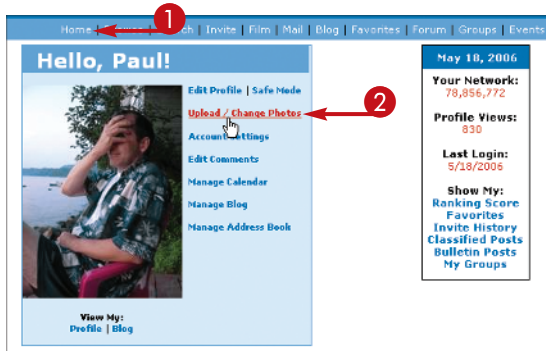 1
Home | Browse | Search | Invite | Film | Mail | Blog | Favorites | Forum | Groups | Events
Hello, Paul!
Edit Profile | Safe Mode
Upload / Change Photos
2
Account Settings
Edit Comments
Manage Calendar
Manage Blog
Manage Address Book
View My:
Profile | Blog
May 18, 2006
Your Network:
78,856,772
Profile Views:
830
Last Login:
5/18/2006
Show My:
Ranking Score
Favorites
Invite History
Classified Posts
Bulletin Posts
My Groups